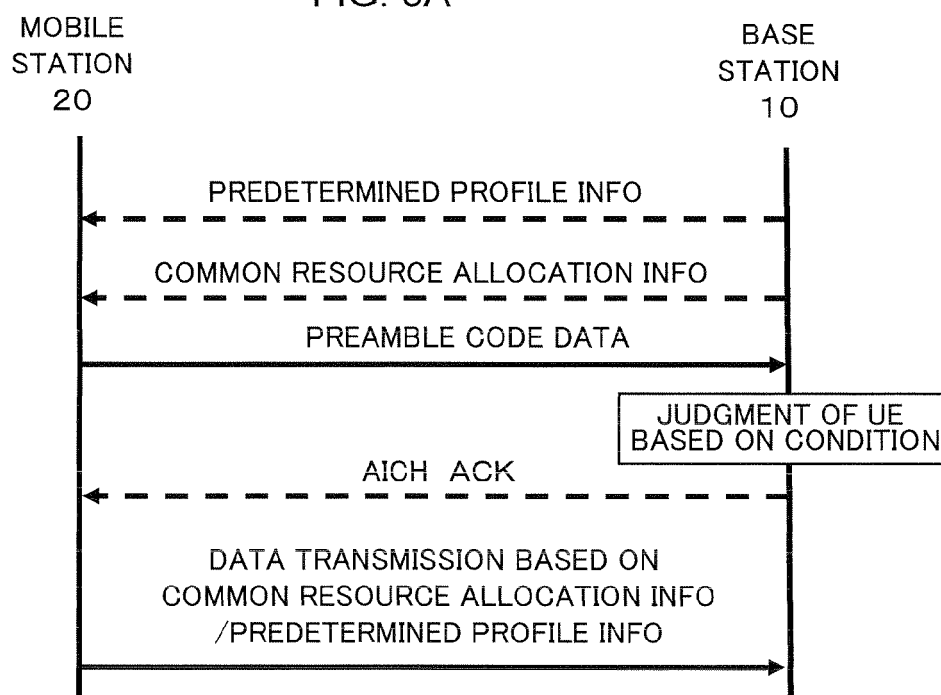 MOBILE
STATION
20
BASE
STATION
10
PREDETERMINED PROFILE INFO
COMMON RESOURCE ALLOCATION INFO
PREAMBLE CODE DATA
JUDGMENT OF UE
BASED ON CONDITION
AICH ACK
DATA TRANSMISSION BASED ON
COMMON RESOURCE ALLOCATION INFO
/PREDETERMINED PROFILE INFO